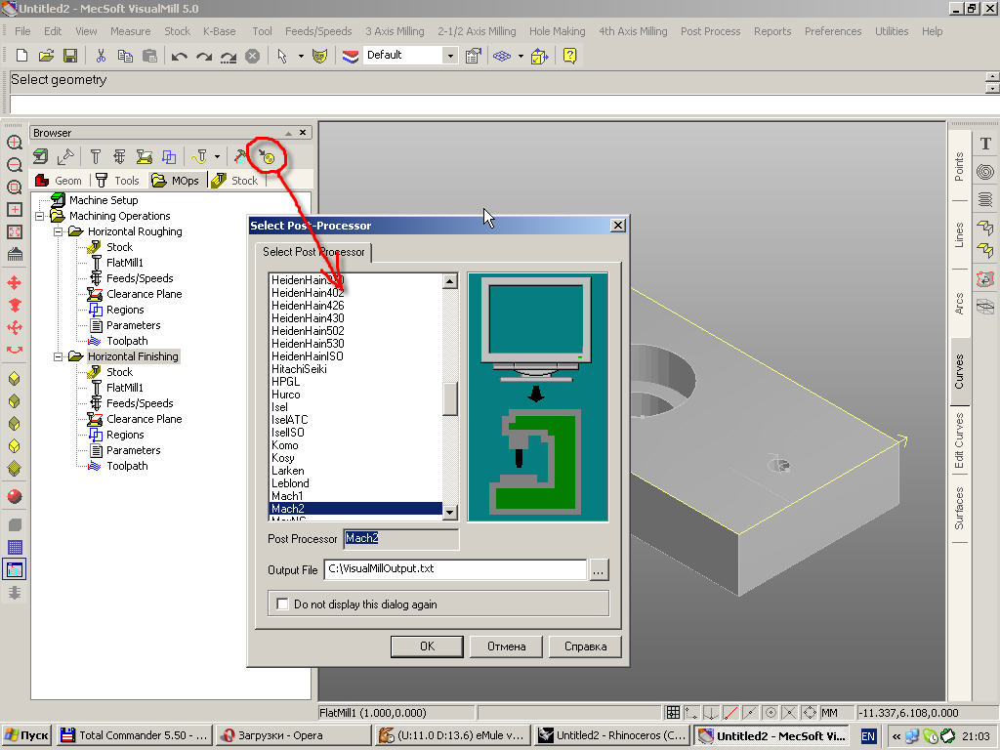 Untitled2 - MecSoft VisualMill 5.0
File Edit View Measure Stock K-Base Tool Feeds/Speeds 3 Axis Milling 2-1/2 Axis Milling Hole Making 4th Axis Milling Post Process Reports Preferences Utilities Help
Default
Select geometry
Browser
Geom Tools MOps Stock
Machine Setup
Machining Operations
Horizontal Roughing
Stock
FlatMill1
Feeds/Speeds
Clearance Plane
Regions
Parameters
Toolpath
Horizontal Finishing
Stock
FlatMill1
Feeds/Speeds
Clearance Plane
Regions
Parameters
Toolpath
Select Post-Processor
Select Post Processor
HeidenHain402
HeidenHain426
HeidenHain430
HeidenHain502
HeidenHain530
HeidenHainISO
HitachiSeiki
HPGL
Hurco
Isel
IselATC
IselISO
Komo
Kosy
Larken
Leblond
Mach1
Mach2
Post Processor Mach2
Output File C:\VisualMillOutput.txt ...
Do not display this dialog again
OK Отмена Справка
Points
Lines
Arcs
Curves
Edit Curves
Surfaces
T
FlatMill1 (1.000,0.000) MM -11.337,6.108,0.000
Пуск Total Commander 5.50 - ... Загрузки - Opera (U:11.0 D:13.6) eMule v... Untitled2 - Rhinoceros (C... Untitled2 - MecSoft Vi... EN « 21:03